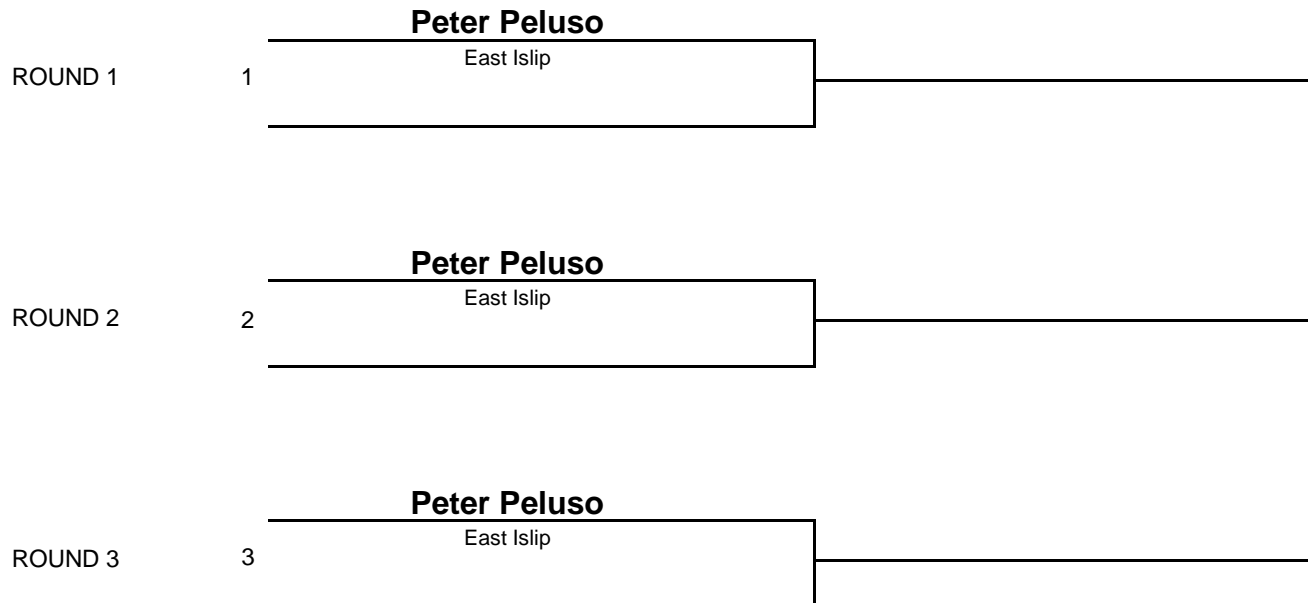 Peter Peluso
East Islip
ROUND 1 1
Peter Peluso
East Islip
ROUND 2 2
Peter Peluso
East Islip
ROUND 3 3